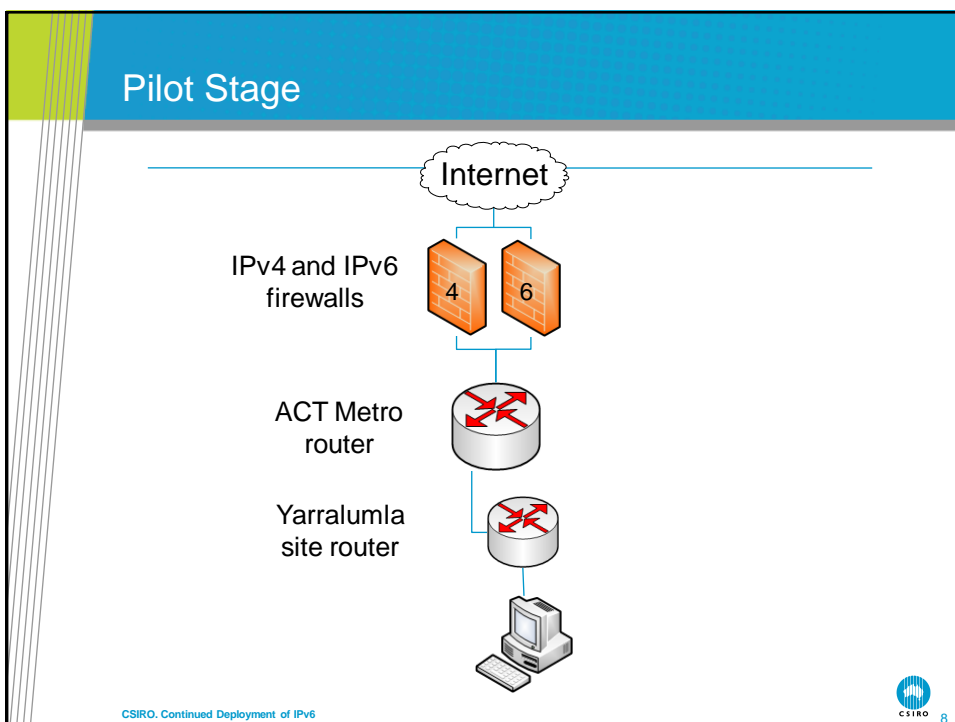 Pilot Stage
Internet
IPv4 and IPv6
firewalls
4
6
ACT Metro
router
Yarralumla
site router
CSIRO. Continued Deployment of IPv6
CSIRO
8